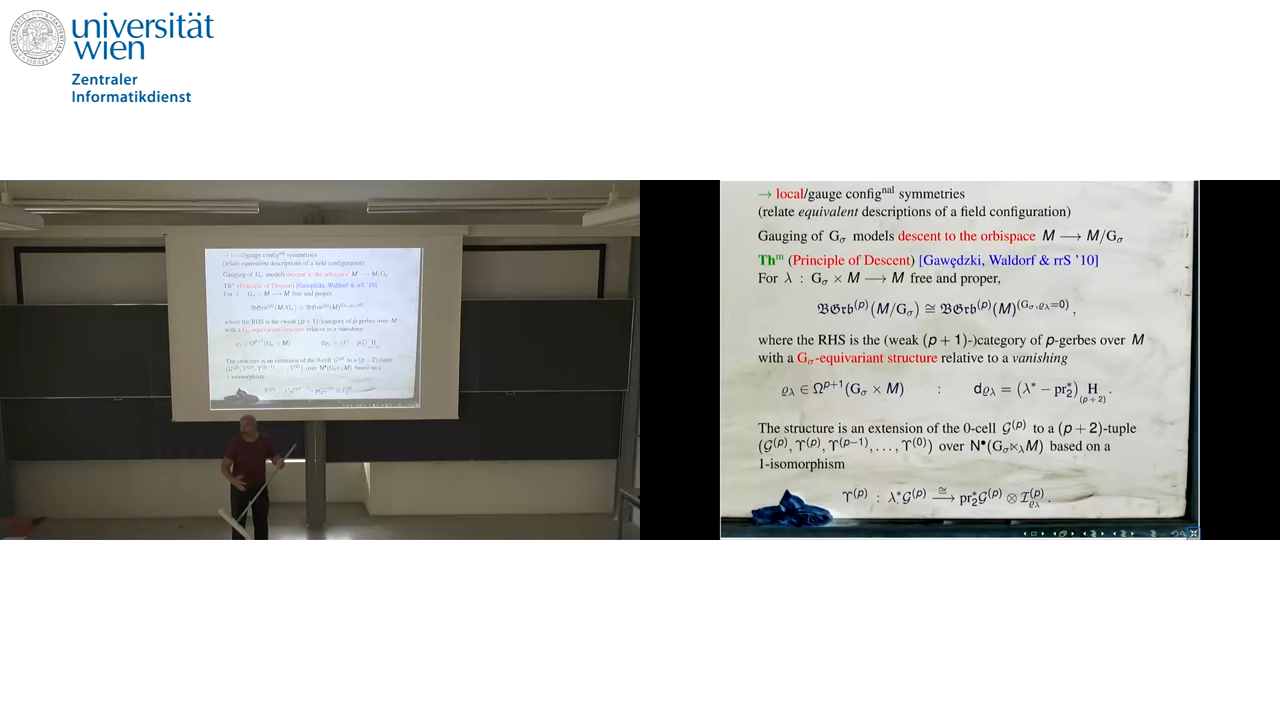 universität
wien
Zentraler
Informatikdienst
→ local/gauge config^nal symmetries
(relate equivalent descriptions of a field configuration)
Gauging of G_σ models descent to the orbispace M ⟶ M/G_σ
Th^m (Principle of Descent) [Gawędzki, Waldorf & rrS '10]
For λ : G_σ × M ⟶ M free and proper,
𝔅𝔊𝔯𝔟^(p)(M/G_σ) ≅ 𝔅𝔊𝔯𝔟^(p)(M)^(G_σ,ϱ_λ=0) ,
where the RHS is the (weak (p + 1)-)category of p-gerbes over M
with a G_σ-equivariant structure relative to a vanishing
ϱ_λ ∈ Ω^{p+1}(G_σ × M) : dϱ_λ = (λ* − pr_2*) H_(p+2) .
The structure is an extension of the 0-cell 𝒢^(p) to a (p + 2)-tuple
(𝒢^(p), ϒ^(p), ϒ^(p−1), . . . , ϒ^(0)) over N^•(G_σ⋉_λM) based on a
1-isomorphism
ϒ^(p) : λ*𝒢^(p) ≅⟶ pr_2*𝒢^(p) ⊗ ℐ^(p)_ϱ_λ .